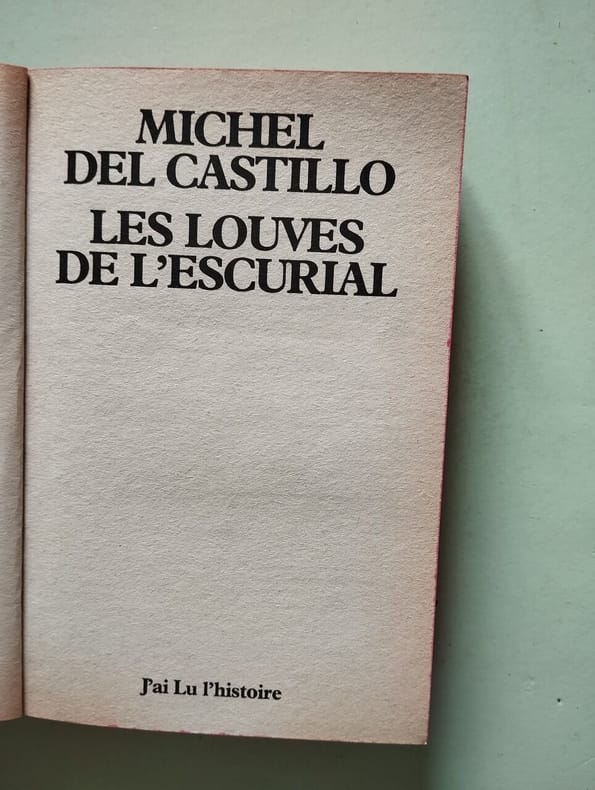 MICHEL
DEL CASTILLO
LES LOUVES
DE L'ESCURIAL
J'ai Lu l'histoire